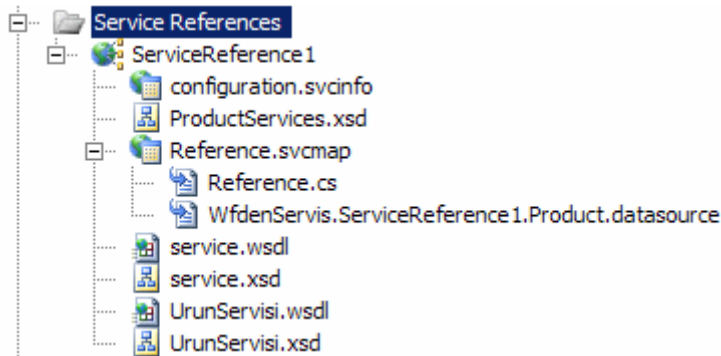 Service References
ServiceReference1
configuration.svcinfo
ProductServices.xsd
Reference.svcmap
Reference.cs
WfdenServis.ServiceReference1.Product.datasource
service.wsdl
service.xsd
UrunServisi.wsdl
UrunServisi.xsd